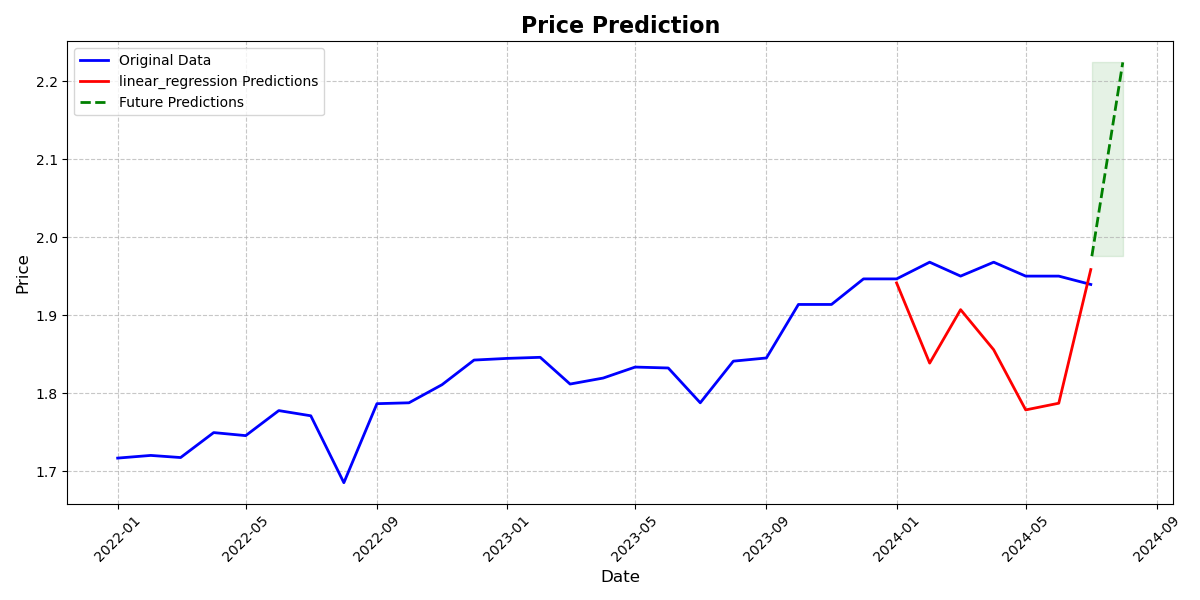 Price Prediction
Original Data
linear_regression Predictions
Future Predictions
Price
2.2
2.1
2.0
1.9
1.8
1.7
2022-01
2022-05
2022-09
2023-01
2023-05
2023-09
2024-01
2024-05
2024-09
Date